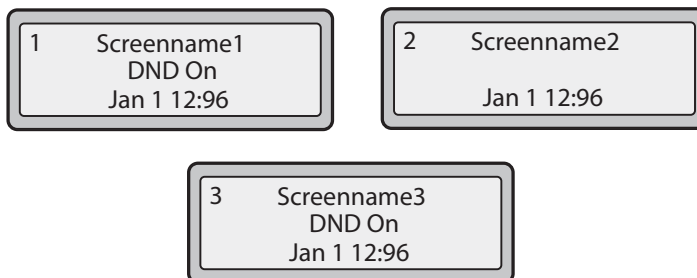 1 Screenname1
DND On
Jan 1 12:96
2 Screenname2
Jan 1 12:96
3 Screenname3
DND On
Jan 1 12:96